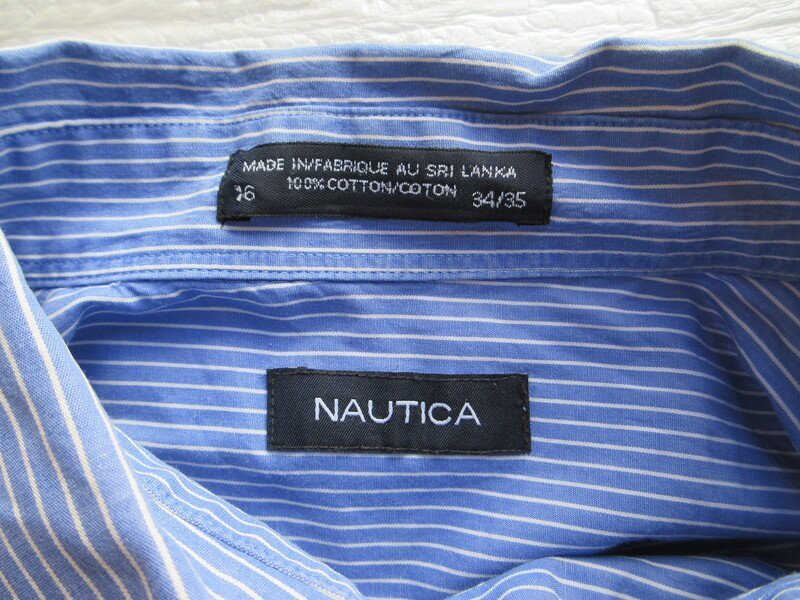 MADE IN/FABRIQUE AU SRI LANKA
100% COTTON/COTON
16 34/35
NAUTICA